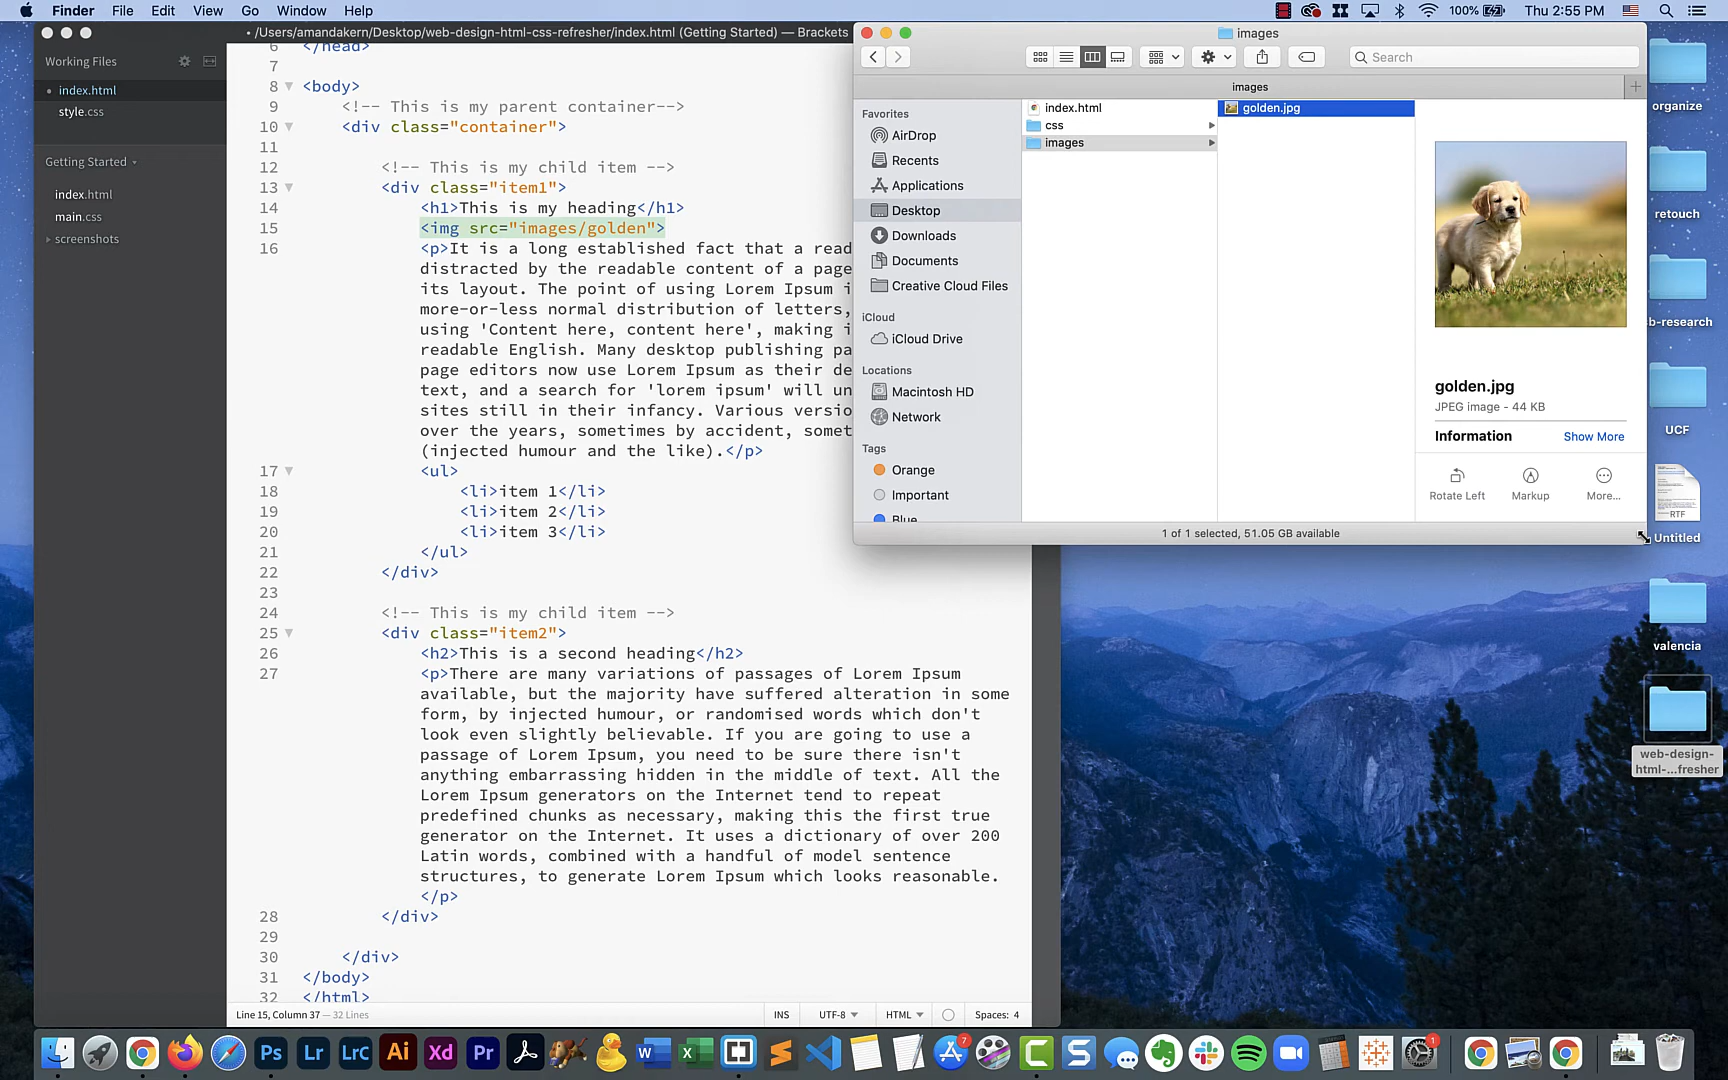 Finder File Edit View Go Window Help
100% Thu 2:55 PM
• /Users/amandakern/Desktop/web-design-html-css-refresher/index.html (Getting Started) — Brackets
Working Files
index.html
style.css
Getting Started
index.html
main.css
screenshots
6 </head>
7
8 <body>
9 <!-- This is my parent container-->
10 <div class="container">
11
12 <!-- This is my child item -->
13 <div class="item1">
14 <h1>This is my heading</h1>
15 <img src="images/golden">
16 <p>It is a long established fact that a read
distracted by the readable content of a page
its layout. The point of using Lorem Ipsum i
more-or-less normal distribution of letters,
using 'Content here, content here', making i
readable English. Many desktop publishing pa
page editors now use Lorem Ipsum as their de
text, and a search for 'lorem ipsum' will un
sites still in their infancy. Various versio
over the years, sometimes by accident, somet
(injected humour and the like).</p>
17 <ul>
18 <li>item 1</li>
19 <li>item 2</li>
20 <li>item 3</li>
21 </ul>
22 </div>
23
24 <!-- This is my child item -->
25 <div class="item2">
26 <h2>This is a second heading</h2>
27 <p>There are many variations of passages of Lorem Ipsum
available, but the majority have suffered alteration in some
form, by injected humour, or randomised words which don't
look even slightly believable. If you are going to use a
passage of Lorem Ipsum, you need to be sure there isn't
anything embarrassing hidden in the middle of text. All the
Lorem Ipsum generators on the Internet tend to repeat
predefined chunks as necessary, making this the first true
generator on the Internet. It uses a dictionary of over 200
Latin words, combined with a handful of model sentence
structures, to generate Lorem Ipsum which looks reasonable.
</p>
28 </div>
29
30 </div>
31 </body>
32 </html>
Line 15, Column 37 — 32 Lines
INS UTF-8 HTML Spaces: 4
images
Search
images
Favorites
AirDrop
Recents
Applications
Desktop
Downloads
Documents
Creative Cloud Files
iCloud
iCloud Drive
Locations
Macintosh HD
Network
Tags
Orange
Important
Blue
index.html
css
images
golden.jpg
golden.jpg
JPEG image - 44 KB
Information Show More
Rotate Left Markup More...
1 of 1 selected, 51.05 GB available
organize
retouch
b-research
UCF
RTF
Untitled
valencia
web-design-
html-...fresher
Ps Lr LrC Ai Xd Pr W X 7 C S 1